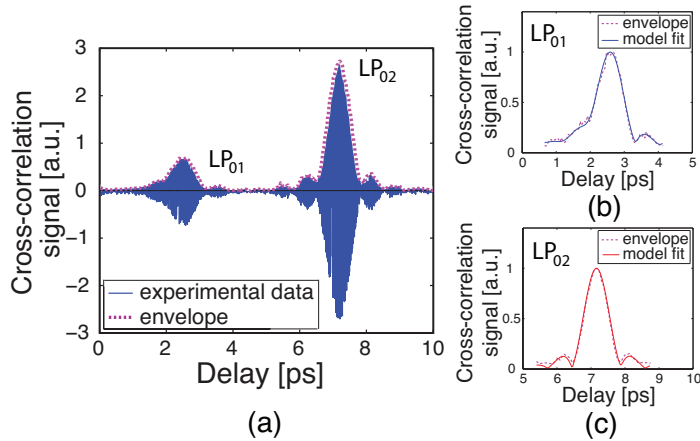 3
2
1
0
−1
−2
−3
Cross-correlation
signal [a.u.]
LP01
LP02
experimental data
envelope
0
2
4
6
8
10
Delay [ps]
(a)
LP01
envelope
model fit
1
0.5
0
Cross-correlation
signal [a.u.]
0
1
2
3
4
5
Delay [ps]
(b)
LP02
envelope
model fit
1
0.5
0
Cross-correlation
signal [a.u.]
5
6
7
8
9
10
Delay [ps]
(c)